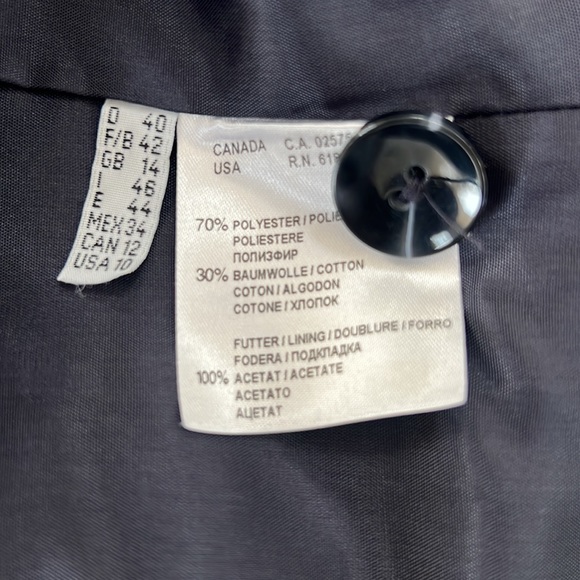 D 40
F/B 42
GB 14
I 46
E 44
MEX 34
CAN 12
USA 10
CANADA C.A. 0257
USA R.N. 61
70% POLYESTER / POLIE
POLIESTERE
ПОЛИЭФИР
30% BAUMWOLLE / COTTON
COTON / ALGODON
COTONE / ХЛОПОК
FUTTER / LINING / DOUBLURE / FORRO
FODERA / ПОДКЛАДКА
100% ACETAT / ACETATE
ACETATO
АЦЕТАТ